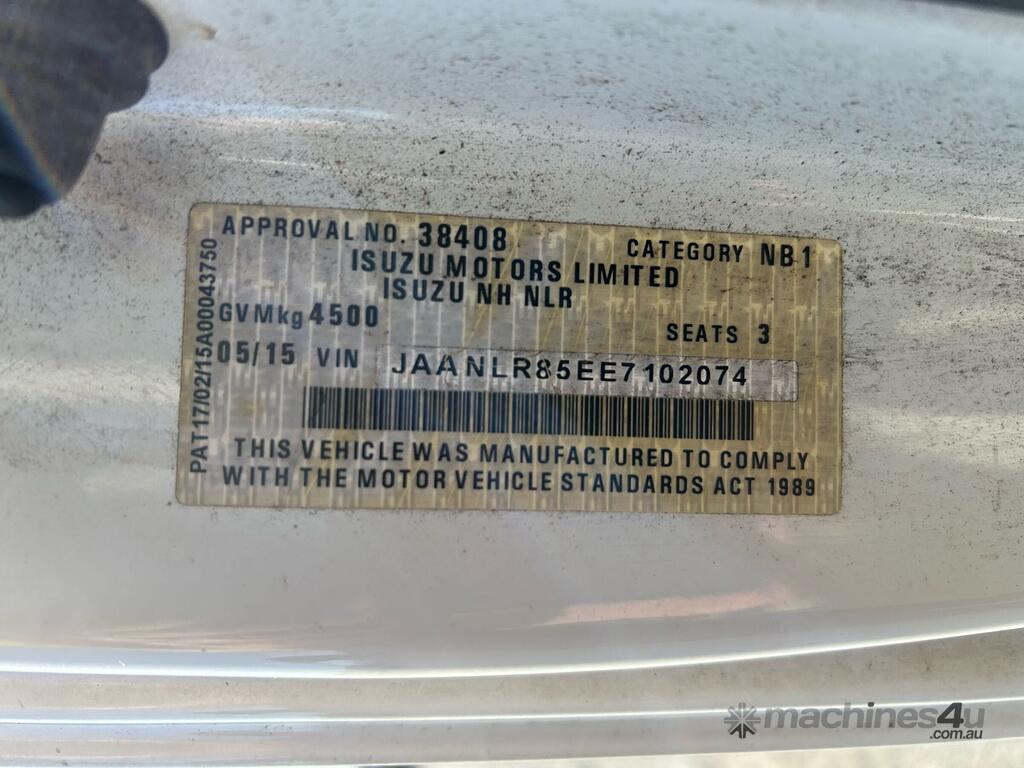 APPROVAL NO. 38408 CATEGORY NB1
ISUZU MOTORS LIMITED
ISUZU NH NLR
GVMkg 4500 SEATS 3
05/15 VIN JAANLR85EE7102074
THIS VEHICLE WAS MANUFACTURED TO COMPLY
WITH THE MOTOR VEHICLE STANDARDS ACT 1989
PAT17/02/15A00043750
machines4u
.com.au